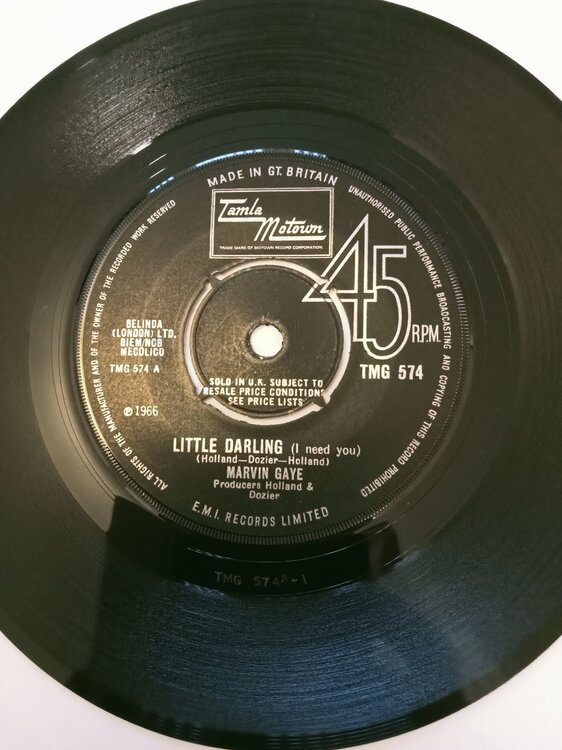 MADE IN GT. BRITAIN
UNAUTHORISED PUBLIC PERFORMANCE BROADCASTING AND COPYING OF THIS RECORD PROHIBITED
ALL RIGHTS OF THE MANUFACTURER AND OF THE OWNER OF THE RECORDED WORK RESERVED
Tamla
Motown
TRADE MARK OF MOTOWN RECORD CORPORATION
45 R.P.M.
BELINDA
(LONDON) LTD.
BIEM/NCB
MECOLICO
TMG 574 A
TMG 574
SOLD IN U.K. SUBJECT TO
RESALE PRICE CONDITIONS
SEE PRICE LISTS
℗ 1966
LITTLE DARLING (I need you)
(Holland—Dozier—Holland)
MARVIN GAYE
Producers Holland &
Dozier
E.M.I. RECORDS LIMITED
TMG 574A-1